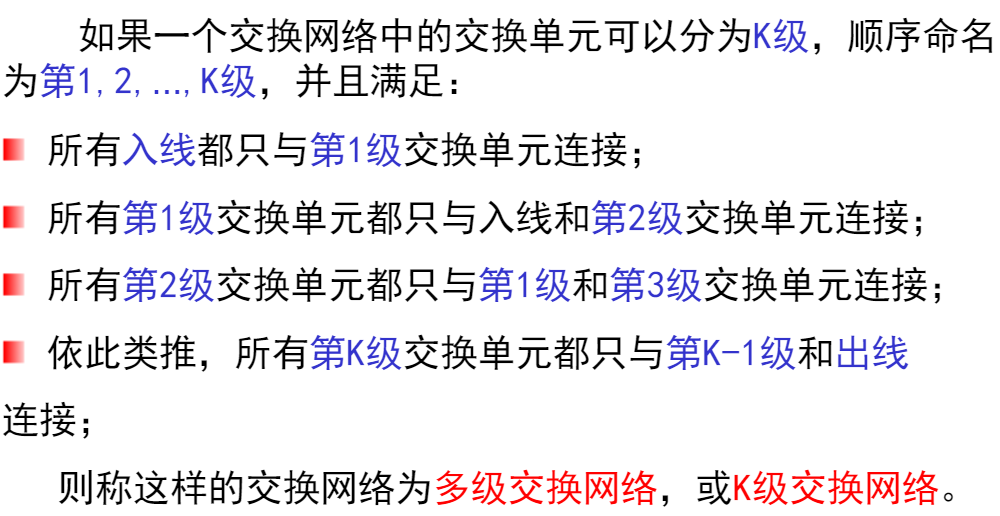 如果一个交换网络中的交换单元可以分为K级，顺序命名
为第1,2,...,K级，并且满足：
所有入线都只与第1级交换单元连接；
所有第1级交换单元都只与入线和第2级交换单元连接；
所有第2级交换单元都只与第1级和第3级交换单元连接；
依此类推，所有第K级交换单元都只与第K-1级和出线
连接；
则称这样的交换网络为多级交换网络，或K级交换网络。